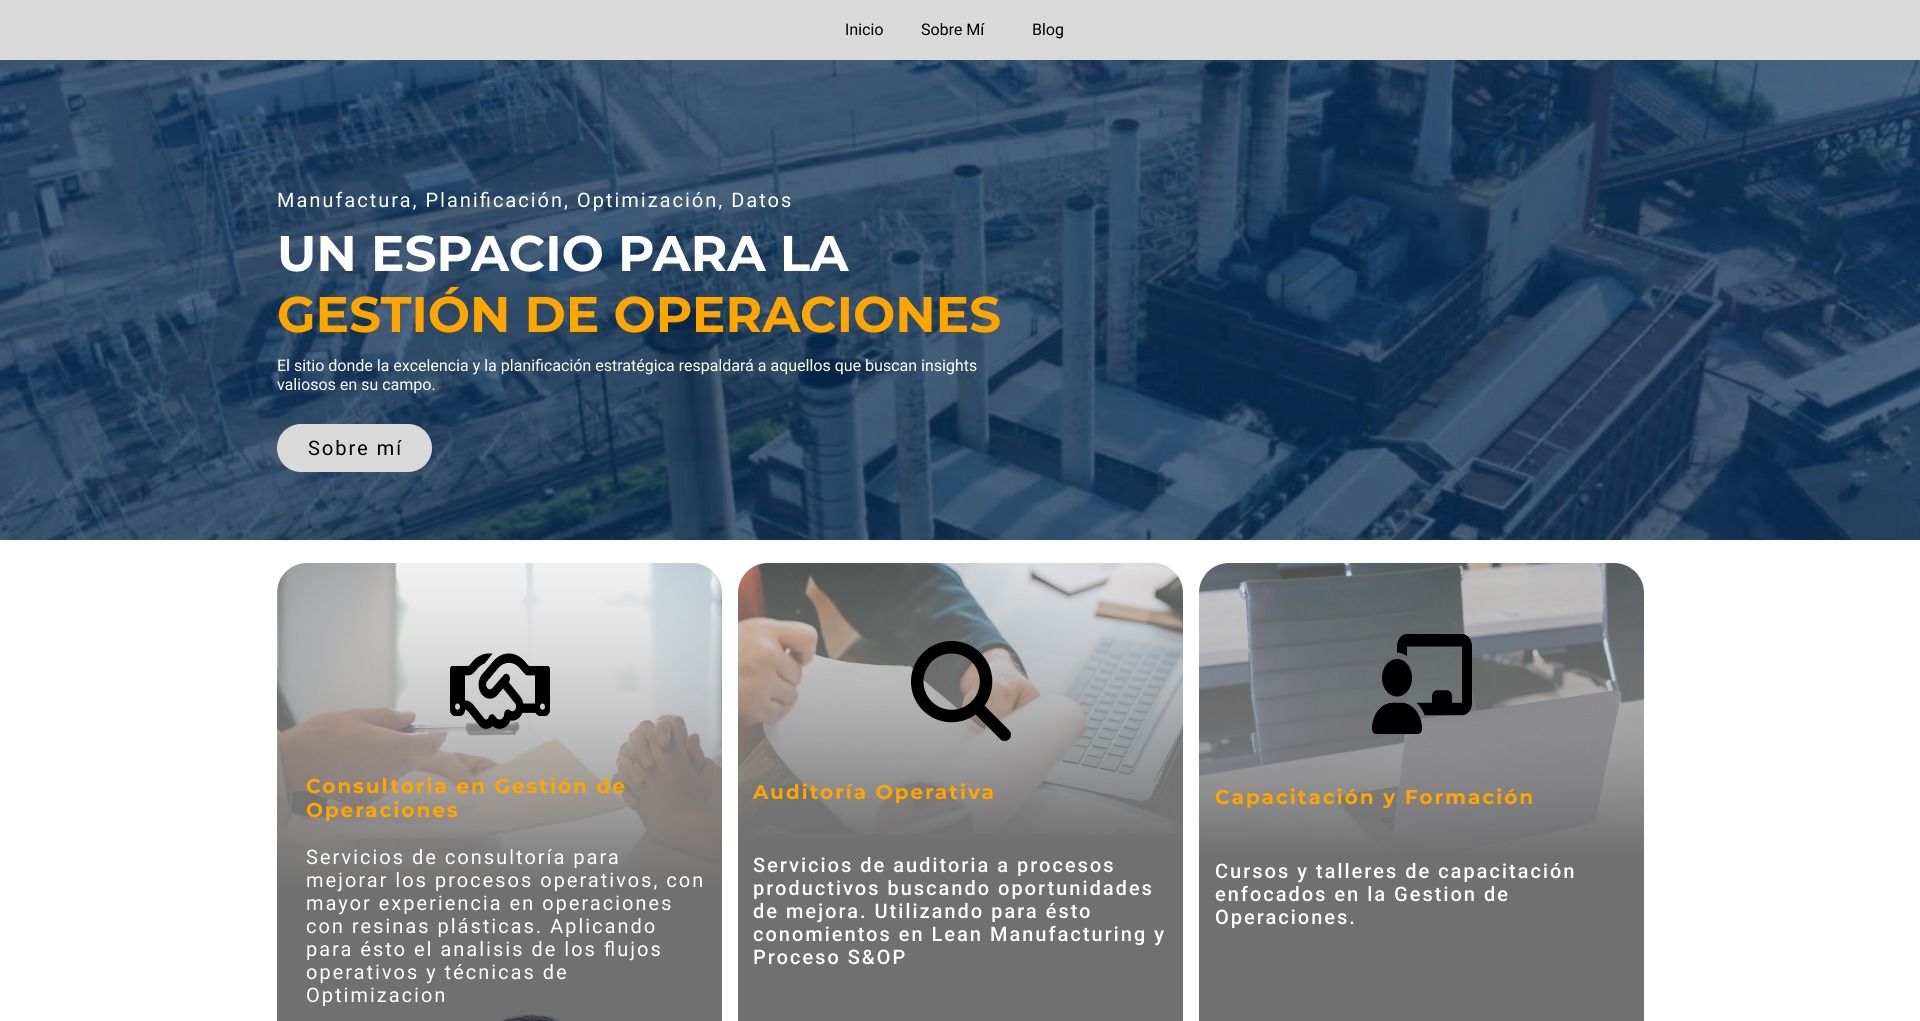 Inicio Sobre Mí Blog
Manufactura, Planificación, Optimización, Datos
UN ESPACIO PARA LA
GESTIÓN DE OPERACIONES
El sitio donde la excelencia y la planificación estratégica respaldará a aquellos que buscan insights
valiosos en su campo.
Sobre mí
Consultoria en Gestión de
Operaciones
Servicios de consultoría para
mejorar los procesos operativos, con
mayor experiencia en operaciones
con resinas plásticas. Aplicando
para ésto el analisis de los flujos
operativos y técnicas de
Optimizacion
Auditoría Operativa
Servicios de auditoria a procesos
productivos buscando oportunidades
de mejora. Utilizando para ésto
conomientos en Lean Manufacturing y
Proceso S&OP
Capacitación y Formación
Cursos y talleres de capacitación
enfocados en la Gestion de
Operaciones.